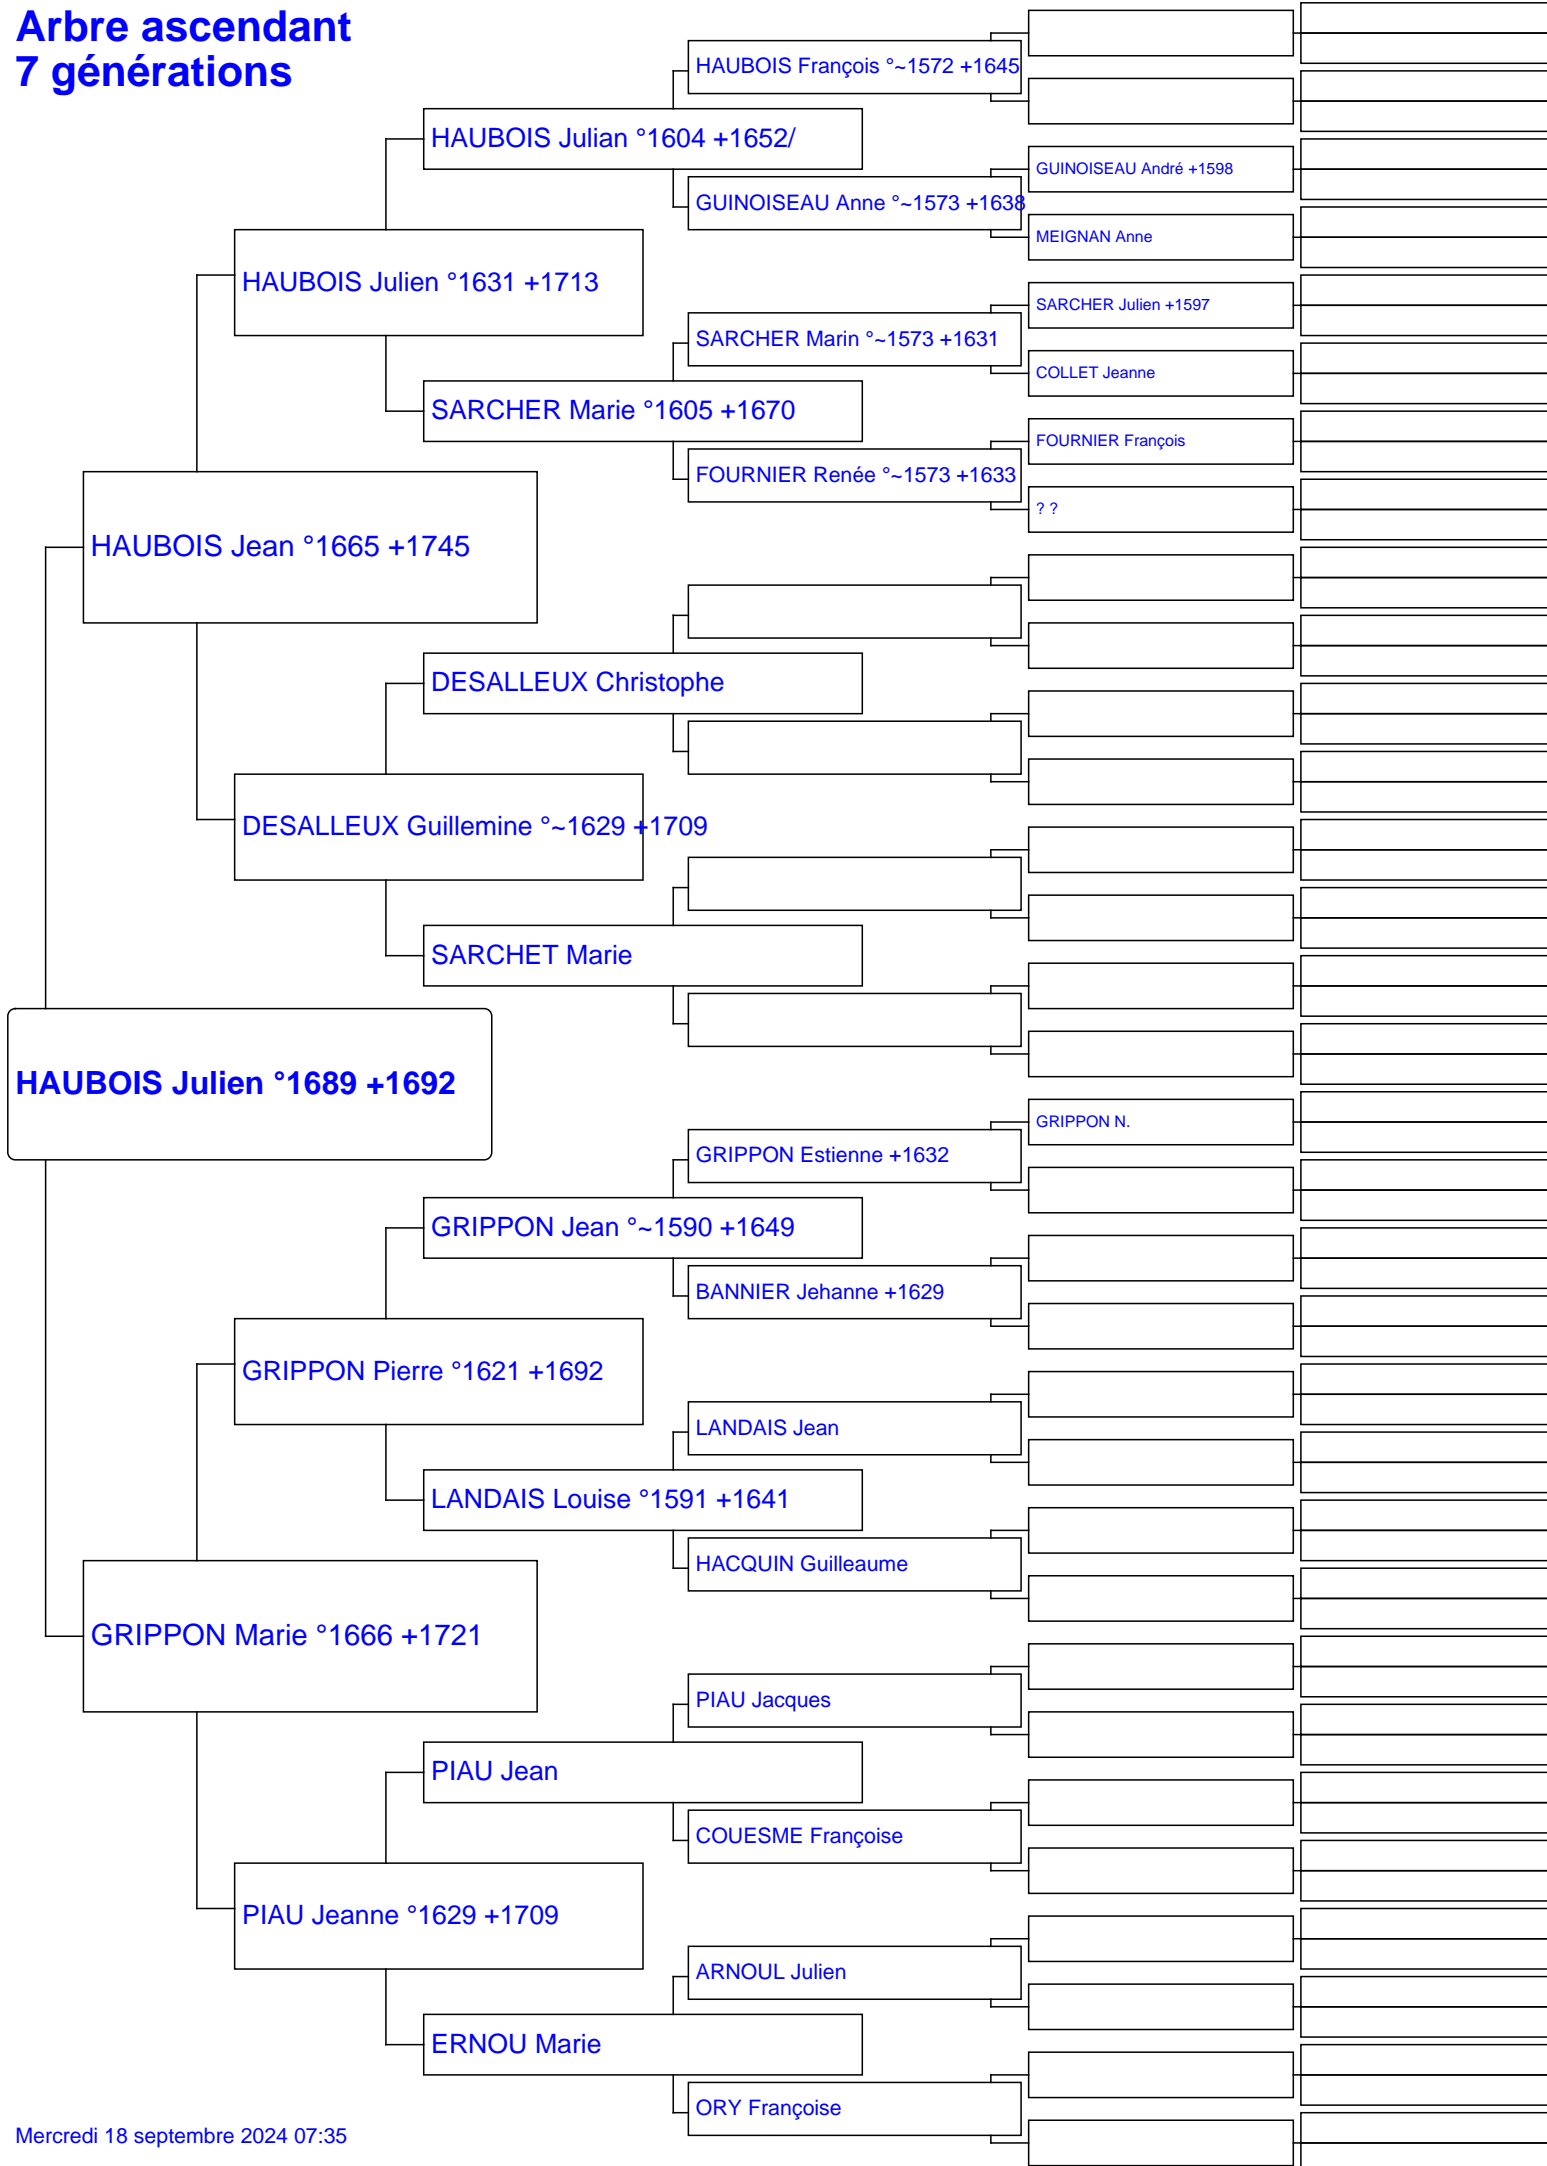 Arbre ascendant
7 générations
HAUBOIS François °~1572 +1645
HAUBOIS Julian °1604 +1652/
GUINOISEAU André +1598
GUINOISEAU Anne °~1573 +1638
MEIGNAN Anne
HAUBOIS Julien °1631 +1713
SARCHER Julien +1597
SARCHER Marin °~1573 +1631
COLLET Jeanne
SARCHER Marie °1605 +1670
FOURNIER François
FOURNIER Renée °~1573 +1633
? ?
HAUBOIS Jean °1665 +1745
DESALLEUX Christophe
DESALLEUX Guillemine °~1629 +1709
SARCHET Marie
HAUBOIS Julien °1689 +1692
GRIPPON N.
GRIPPON Estienne +1632
GRIPPON Jean °~1590 +1649
BANNIER Jehanne +1629
GRIPPON Pierre °1621 +1692
LANDAIS Jean
LANDAIS Louise °1591 +1641
HACQUIN Guilleaume
GRIPPON Marie °1666 +1721
PIAU Jacques
PIAU Jean
COUESME Françoise
PIAU Jeanne °1629 +1709
ARNOUL Julien
ERNOU Marie
ORY Françoise
Mercredi 18 septembre 2024 07:35